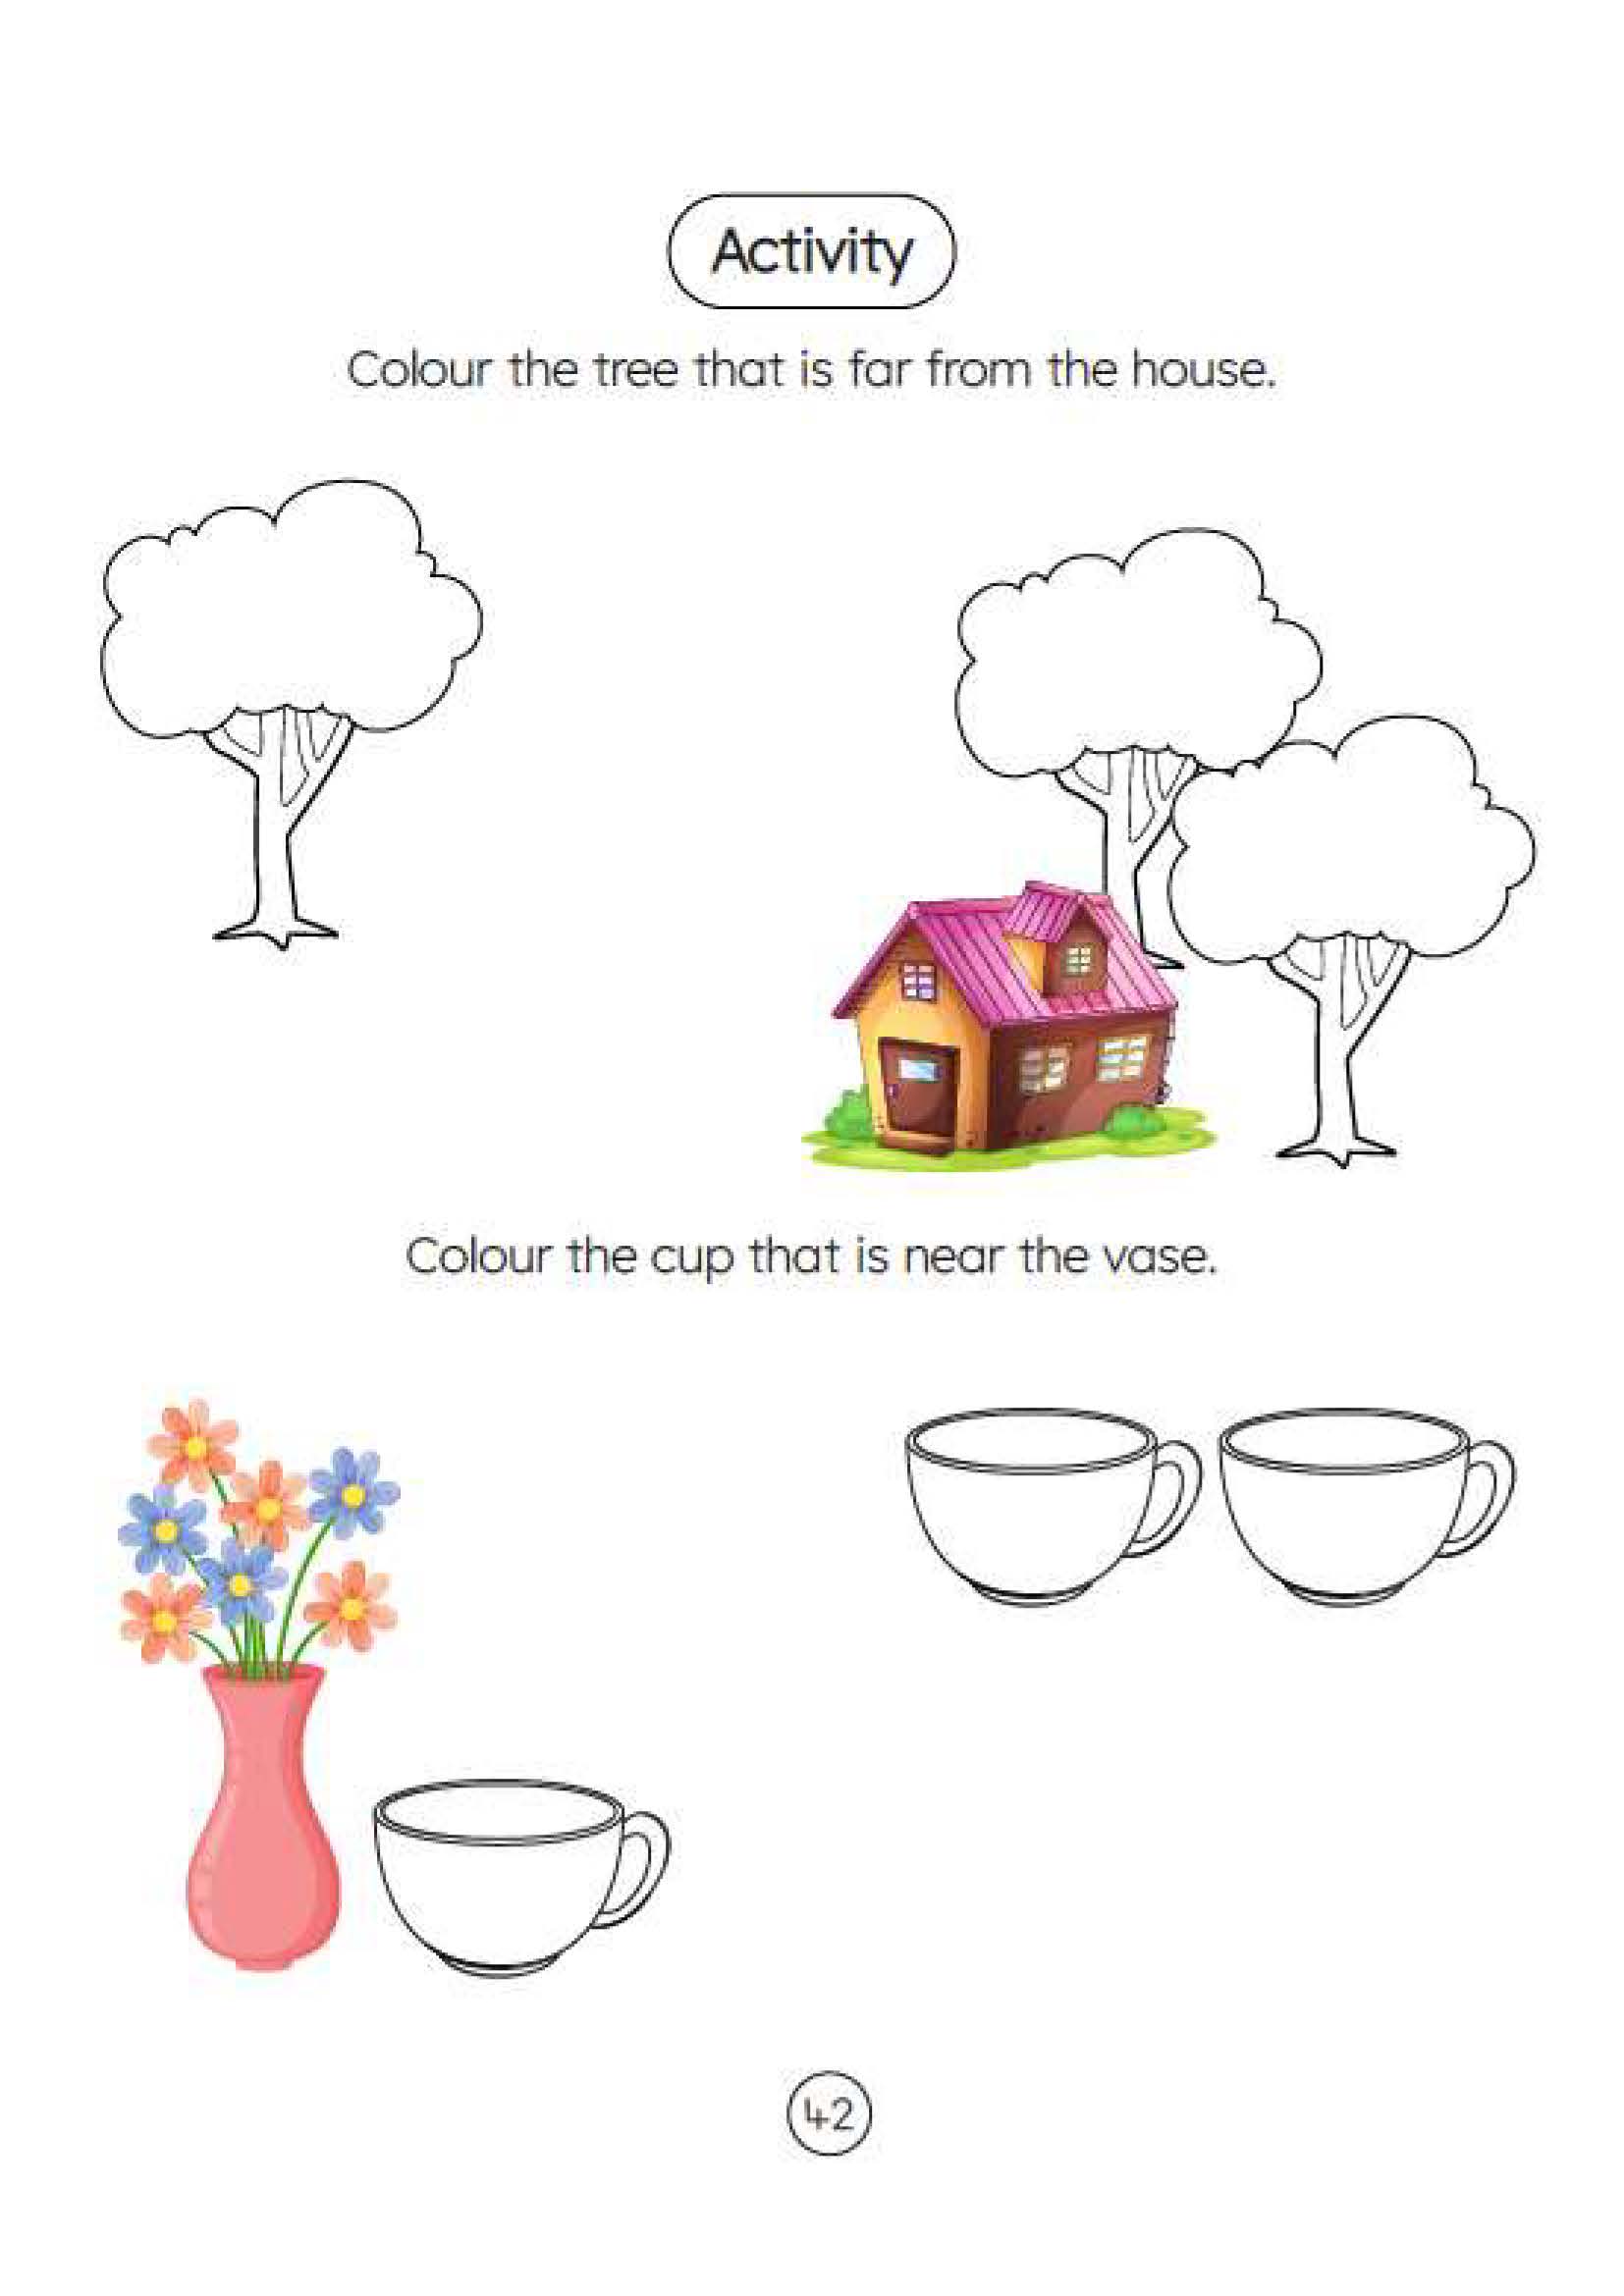 Activity
Colour the tree that is far from the house.
Colour the cup that is near the vase.
42